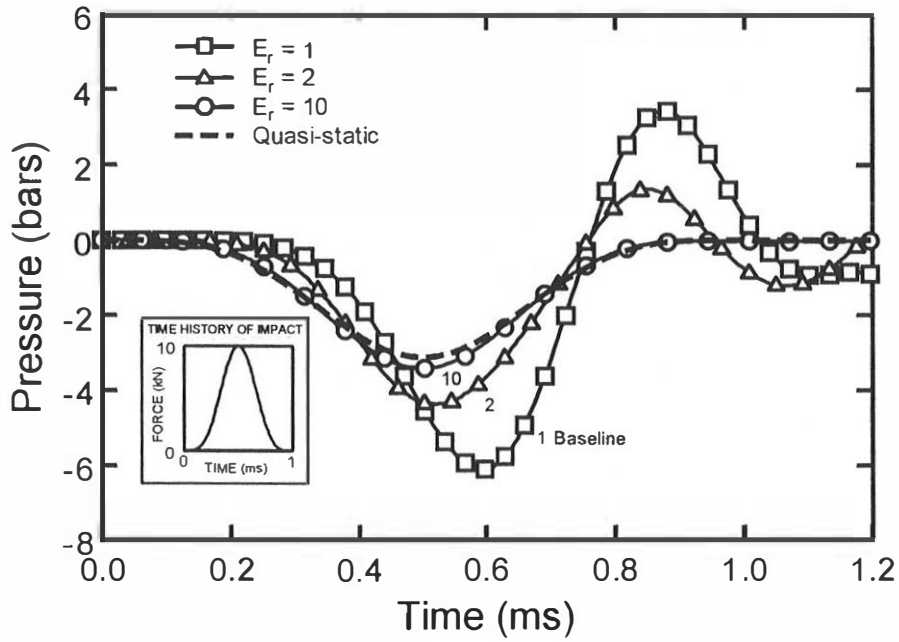 6
4
2
0
-2
-4
-6
-8
Pressure (bars)
E_r = 1
E_r = 2
E_r = 10
Quasi-static
10
2
1 Baseline
TIME HISTORY OF IMPACT
10
0
FORCE (kN)
0
1
TIME (ms)
0.0 0.2 0.4 0.6 0.8 1.0 1.2
Time (ms)